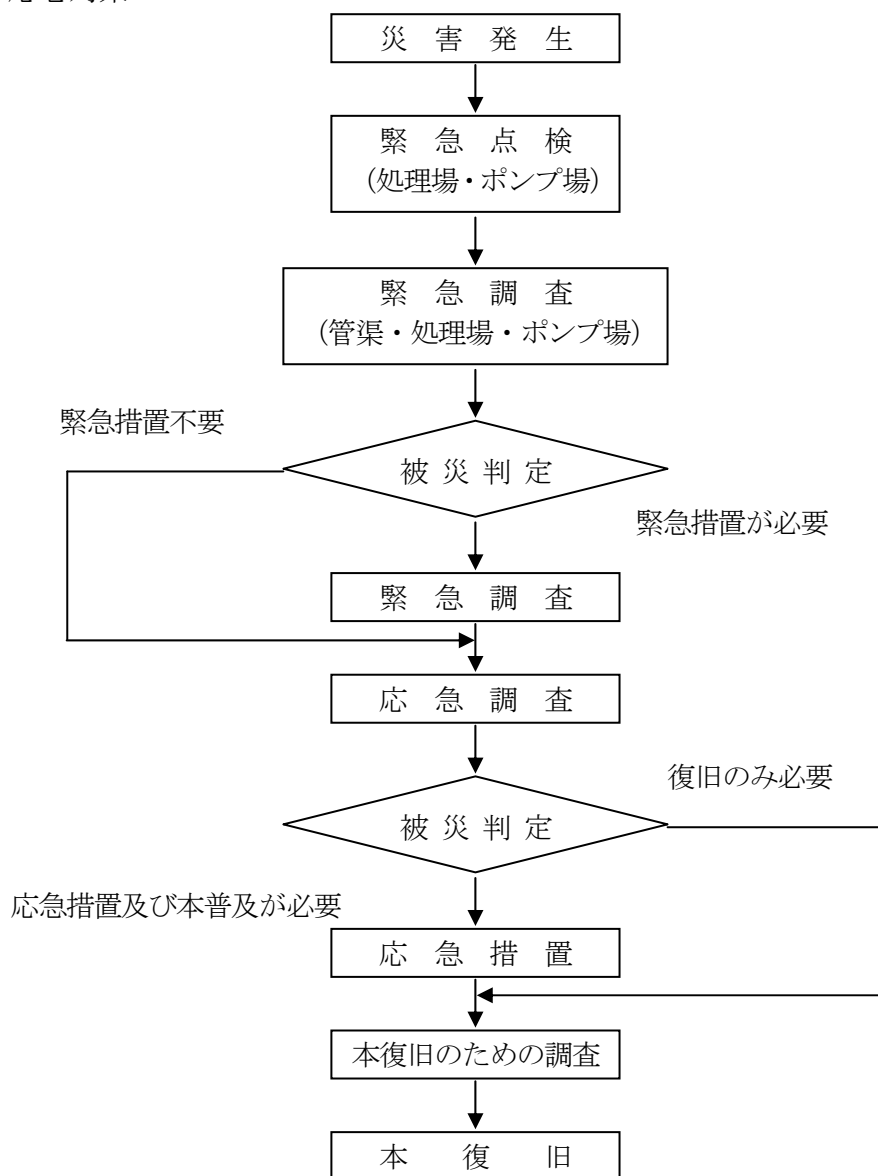 災害発生
緊急点検
（処理場・ポンプ場）
緊急調査
（管渠・処理場・ポンプ場）
緊急措置不要
被災判定
緊急措置が必要
緊急調査
応急調査
復旧のみ必要
被災判定
応急措置及び本普及が必要
応急措置
本復旧のための調査
本復旧